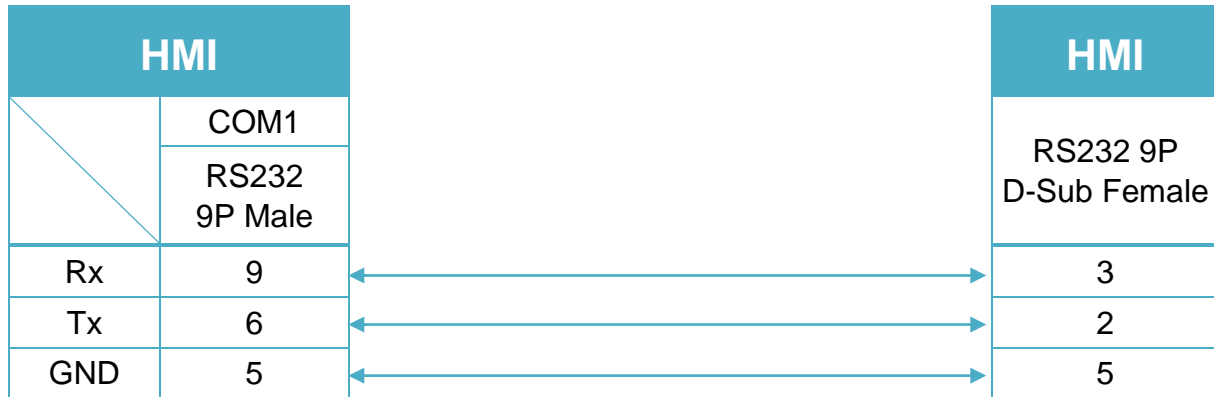 HMI
HMI
COM1
RS232
9P Male
RS232 9P
D-Sub Female
Rx 9 3
Tx 6 2
GND 5 5